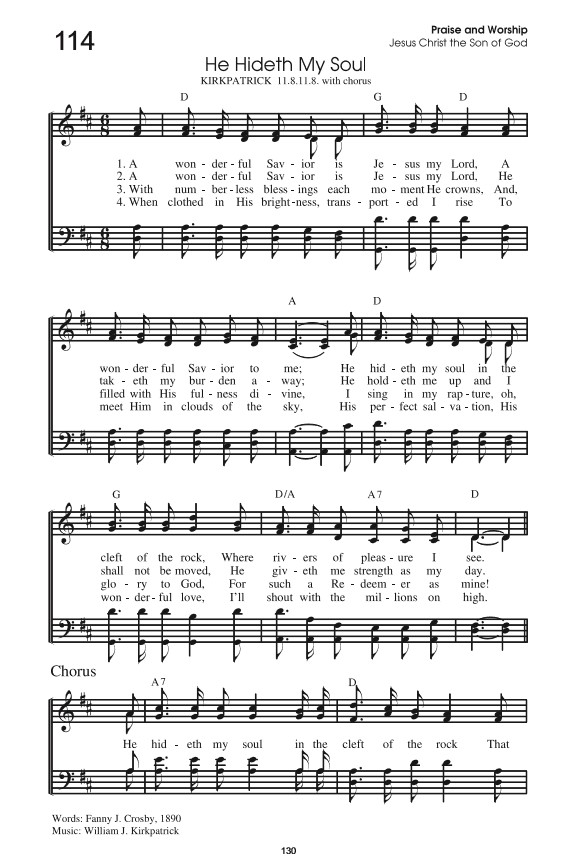 114
Praise and Worship
Jesus Christ the Son of God
He Hideth My Soul
KIRKPATRICK 11.8.11.8. with chorus
D G D
1. A won - der - ful Sav - ior is Je - sus my Lord, A
2. A won - der - ful Sav - ior is Je - sus my Lord, He
3. With num - ber - less bless - ings each mo - ment He crowns, And,
4. When clothed in His bright - ness, trans - port - ed I rise To
A D
won - der - ful Sav - ior to me; He hid - eth my soul in the
tak - eth my bur - den a - way; He hold - eth me up and I
filled with His ful - ness di - vine, I sing in my rap - ture, oh,
meet Him in clouds of the sky, His per - fect sal - va - tion, His
G D/A A 7 D
cleft of the rock, Where riv - ers of pleas - ure I see.
shall not be moved, He giv - eth me strength as my day.
glo - ry to God, For such a Re - deem - er as mine!
won - der - ful love, I'll shout with the mil - lions on high.
Chorus
A 7 D
He hid - eth my soul in the cleft of the rock That
Words: Fanny J. Crosby, 1890
Music: William J. Kirkpatrick
130